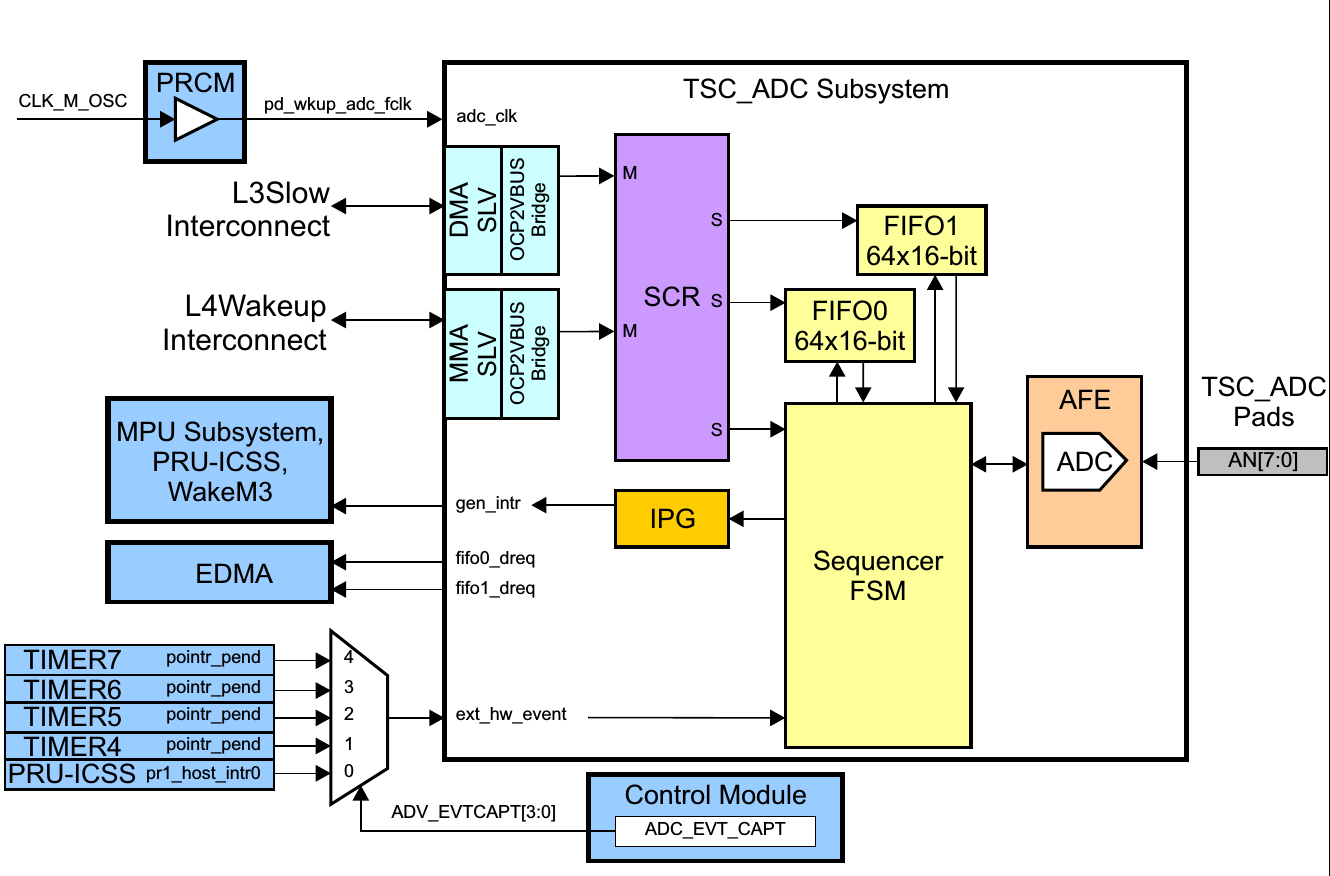 TSC_ADC Subsystem
PRCM
CLK_M_OSC
pd_wkup_adc_fclk
adc_clk
L3Slow
Interconnect
DMA
SLV
OCP2VBUS
Bridge
L4Wakeup
Interconnect
MMA
SLV
OCP2VBUS
Bridge
M
M
SCR
S
S
S
FIFO1
64x16-bit
FIFO0
64x16-bit
AFE
ADC
TSC_ADC
Pads
AN[7:0]
MPU Subsystem,
PRU-ICSS,
WakeM3
gen_intr
IPG
Sequencer
FSM
EDMA
fifo0_dreq
fifo1_dreq
TIMER7 pointr_pend 4
TIMER6 pointr_pend 3
TIMER5 pointr_pend 2
TIMER4 pointr_pend 1
PRU-ICSS pr1_host_intr0 0
ext_hw_event
Control Module
ADV_EVTCAPT[3:0]
ADC_EVT_CAPT